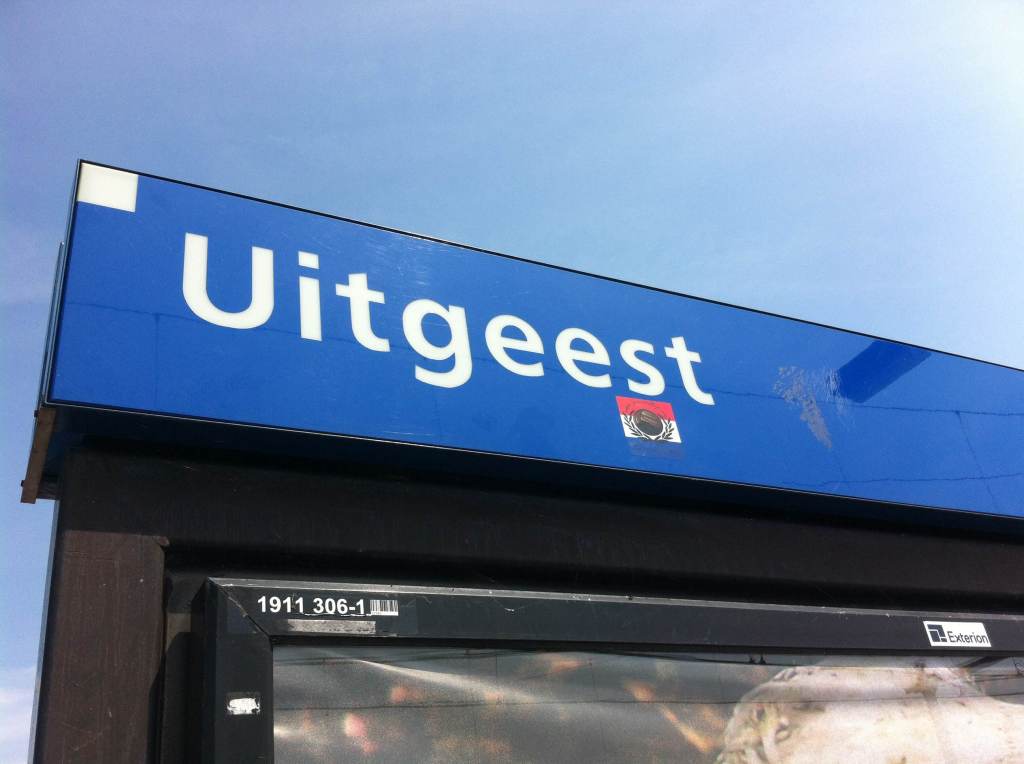 Uitgeest
1911 306-1
Exterion